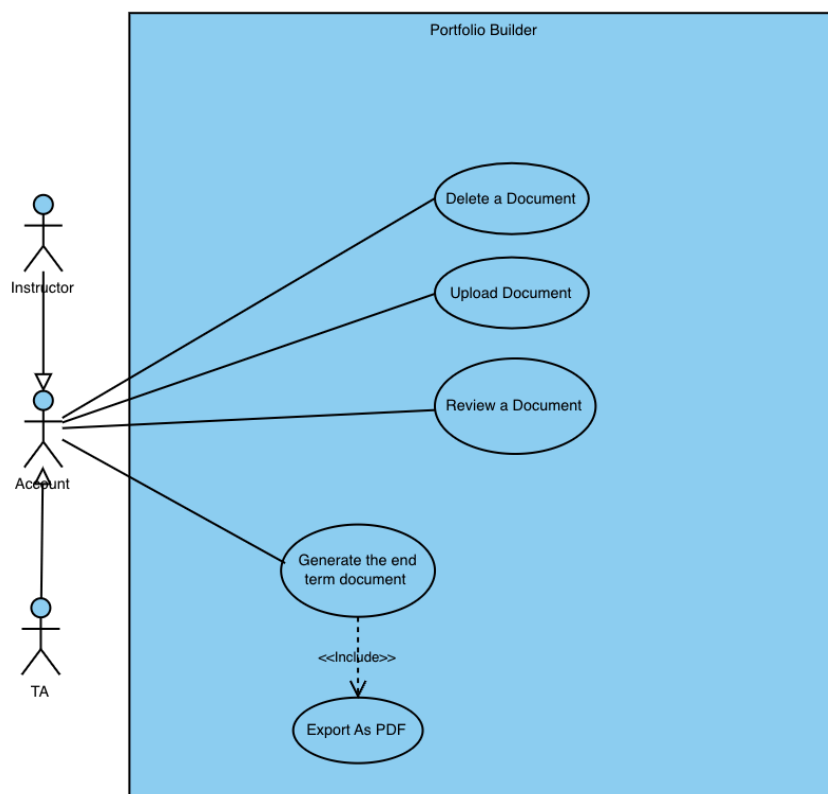 Portfolio Builder
Delete a Document
Instructor
Upload Document
Review a Document
Account
Generate the end
term document
<<Include>>
TA
Export As PDF